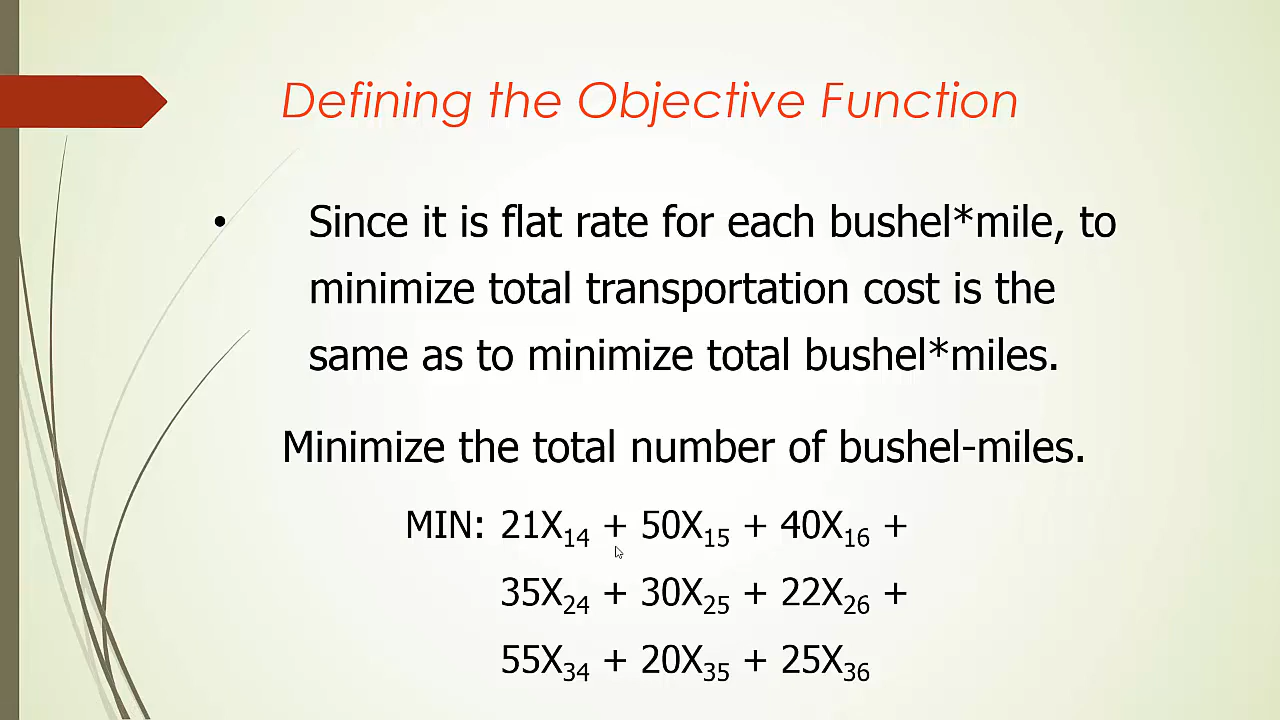 Defining the Objective Function
• Since it is flat rate for each bushel*mile, to
minimize total transportation cost is the
same as to minimize total bushel*miles.
Minimize the total number of bushel-miles.
MIN: 21X₁₄ + 50X₁₅ + 40X₁₆ +
35X₂₄ + 30X₂₅ + 22X₂₆ +
55X₃₄ + 20X₃₅ + 25X₃₆